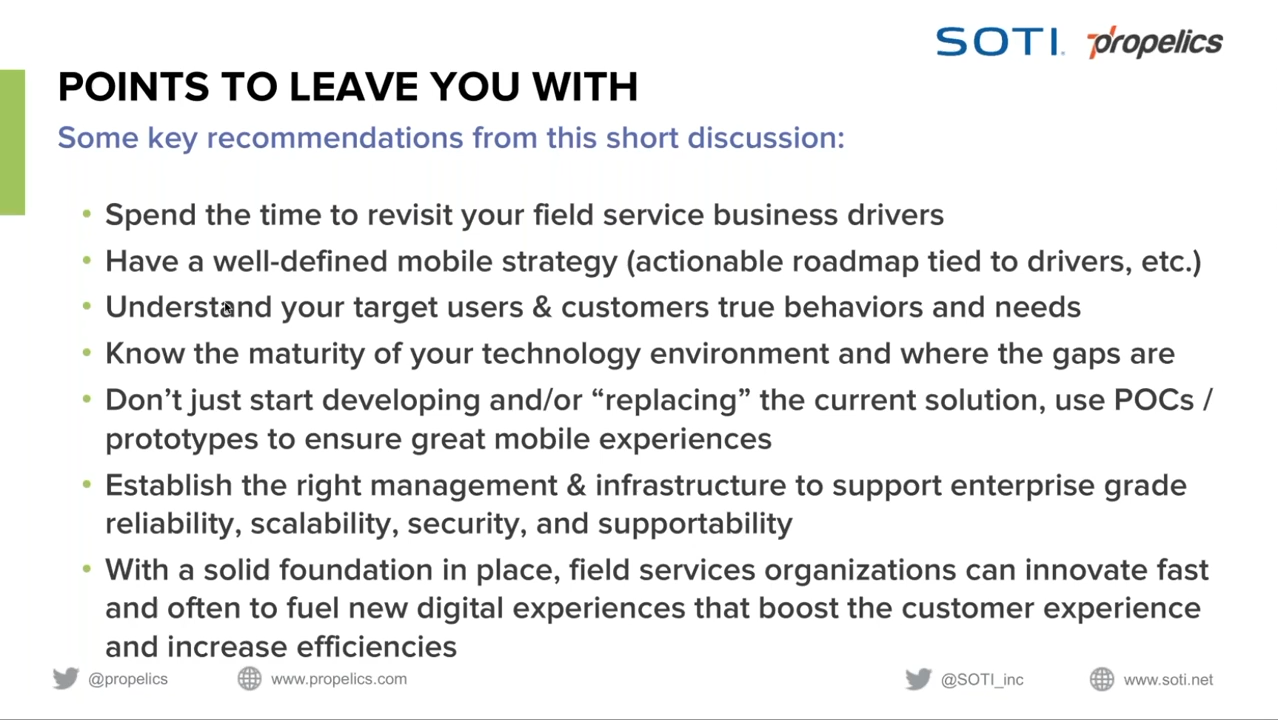 SOTI propelics
POINTS TO LEAVE YOU WITH
Some key recommendations from this short discussion:
• Spend the time to revisit your field service business drivers
• Have a well-defined mobile strategy (actionable roadmap tied to drivers, etc.)
• Understand your target users & customers true behaviors and needs
• Know the maturity of your technology environment and where the gaps are
• Don’t just start developing and/or “replacing” the current solution, use POCs /
prototypes to ensure great mobile experiences
• Establish the right management & infrastructure to support enterprise grade
reliability, scalability, security, and supportability
• With a solid foundation in place, field services organizations can innovate fast
and often to fuel new digital experiences that boost the customer experience
and increase efficiencies
@propelics www.propelics.com @SOTI_inc www.soti.net